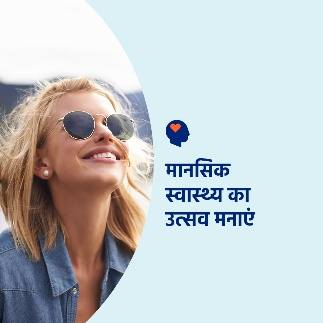 मानसिक
स्वास्थ्य का
उत्सव मनाएं